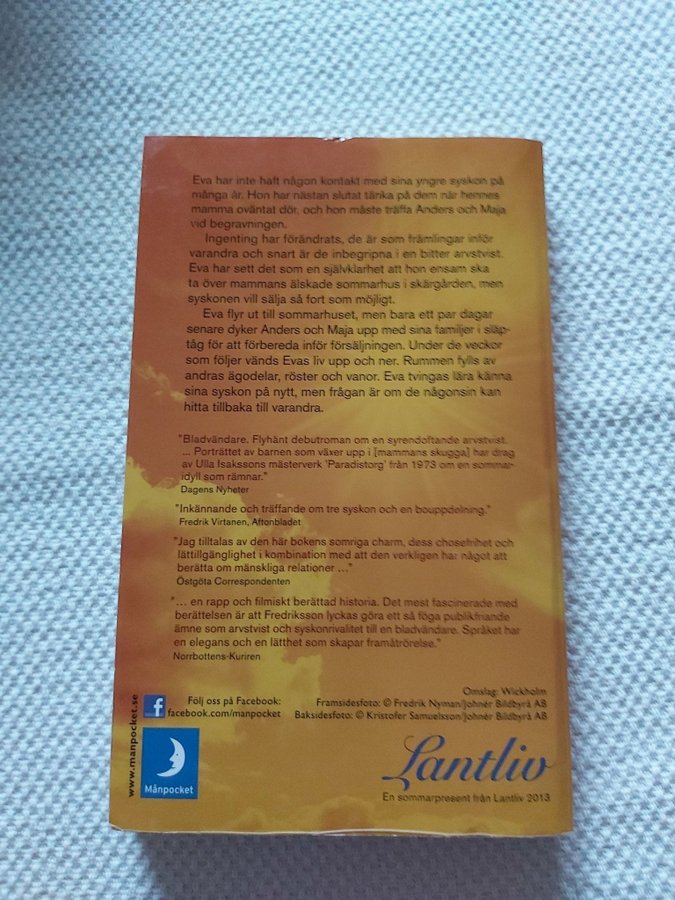 Eva har inte haft någon kontakt med sina yngre syskon på
många år. Hon har nästan slutat tänka på dem när hennes
mamma oväntat dör, och hon måste träffa Anders och Maja
vid begravningen.
Ingenting har förändrats, de är som främlingar inför
varandra och snart är de inbegripna i en bitter arvstvist.
Eva har sett det som en självklarhet att hon ensam ska
ta över mammans älskade sommarhus i skärgården, men
syskonen vill sälja så fort som möjligt.
Eva flyr ut till sommarhuset, men bara ett par dagar
senare dyker Anders och Maja upp med sina familjer i släp-
tåg för att förbereda inför försäljningen. Under de veckor
som följer vänds Evas liv upp och ner. Rummen fylls av
andras ägodelar, röster och vanor. Eva tvingas lära känna
sina syskon på nytt, men frågan är om de någonsin kan
hitta tillbaka till varandra.
"Bladvändare. Flyhänt debutroman om en syrendoftande arvstvist.
... Porträttet av barnen som växer upp i [mammans skugga] har drag
av Ulla Isakssons mästerverk 'Paradistorg' från 1973 om en sommar-
idyll som rämnar."
Dagens Nyheter
"Inkännande och träffande om tre syskon och en bouppdelning."
Fredrik Virtanen, Aftonbladet
"Jag tilltalas av den här bokens somriga charm, dess chosefrihet och
lättillgänglighet i kombination med att den verkligen har något att
berätta om mänskliga relationer ..."
Östgöta Correspondenten
"... en rapp och filmiskt berättad historia. Det mest fascinerade med
berättelsen är att Fredriksson lyckas göra ett så föga publikfriande
ämne som arvstvist och syskonrivalitet till en bladvändare. Språket har
en elegans och en lätthet som skapar framåtrörelse."
Norrbottens-Kuriren
www.manpocket.se
f
Följ oss på Facebook:
facebook.com/manpocket
Månpocket
Omslag: Wickholm
Framsidesfoto: © Fredrik Nyman/Johnér Bildbyrå AB
Baksidesfoto: © Kristofer Samuelsson/Johnér Bildbyrå AB
Lantliv
En sommarpresent från Lantliv 2013